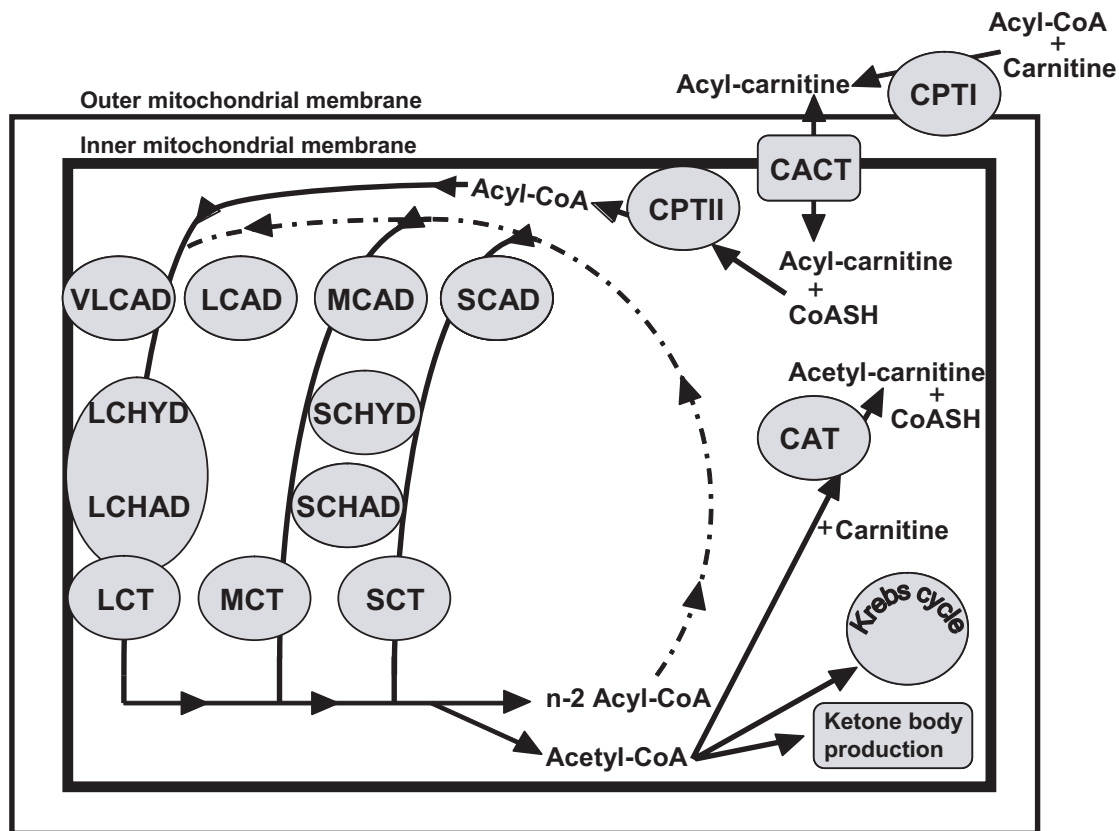 Acyl-CoA
+
Carnitine
Acyl-carnitine
CPTI
Outer mitochondrial membrane
Inner mitochondrial membrane
CACT
Acyl-CoA
CPTII
Acyl-carnitine
+
CoASH
VLCAD
LCAD
MCAD
SCAD
Acetyl-carnitine
+
CoASH
LCHYD
SCHYD
CAT
LCHAD
SCHAD
+Carnitine
LCT
MCT
SCT
Krebs cycle
n-2 Acyl-CoA
Acetyl-CoA
Ketone body
production